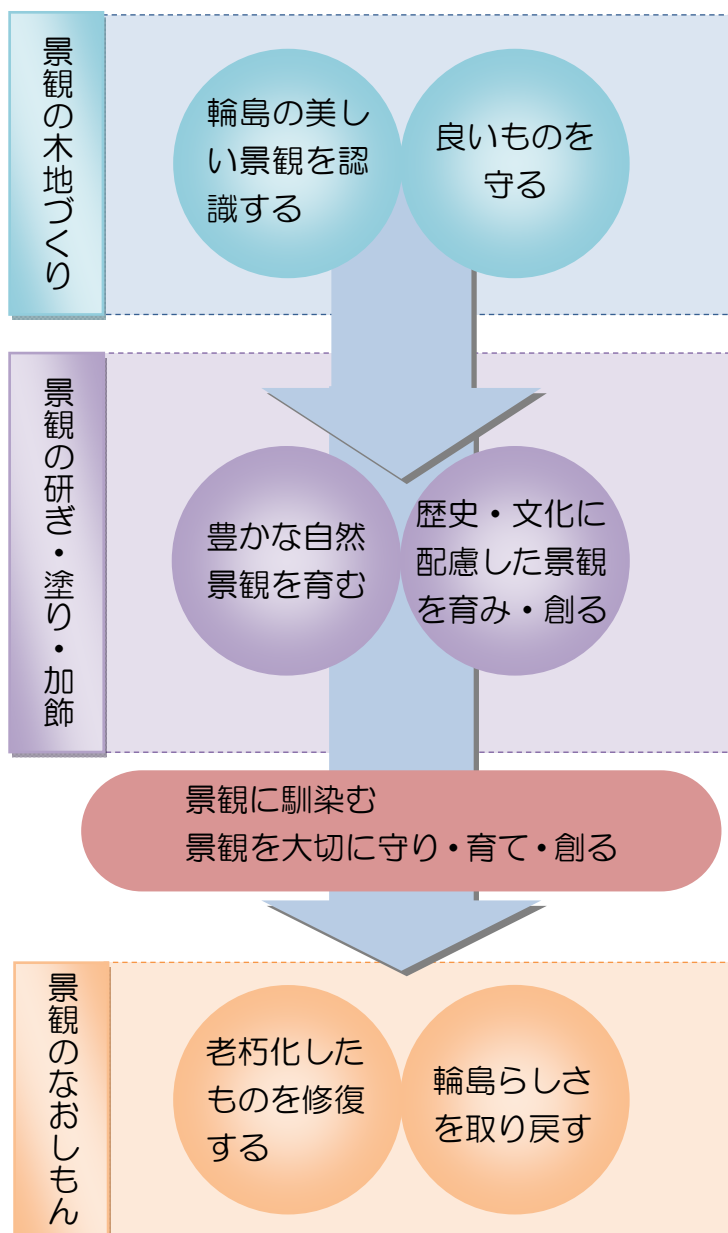 景観の木地づくり
輪島の美し
い景観を認
識する
良いものを
守る
景観の研ぎ・塗り・加飾
豊かな自然
景観を育む
歴史・文化に
配慮した景観
を育み・創る
景観に馴染む
景観を大切に守り・育て・創る
景観のなおしもん
老朽化した
ものを修復
する
輪島らしさ
を取り戻す